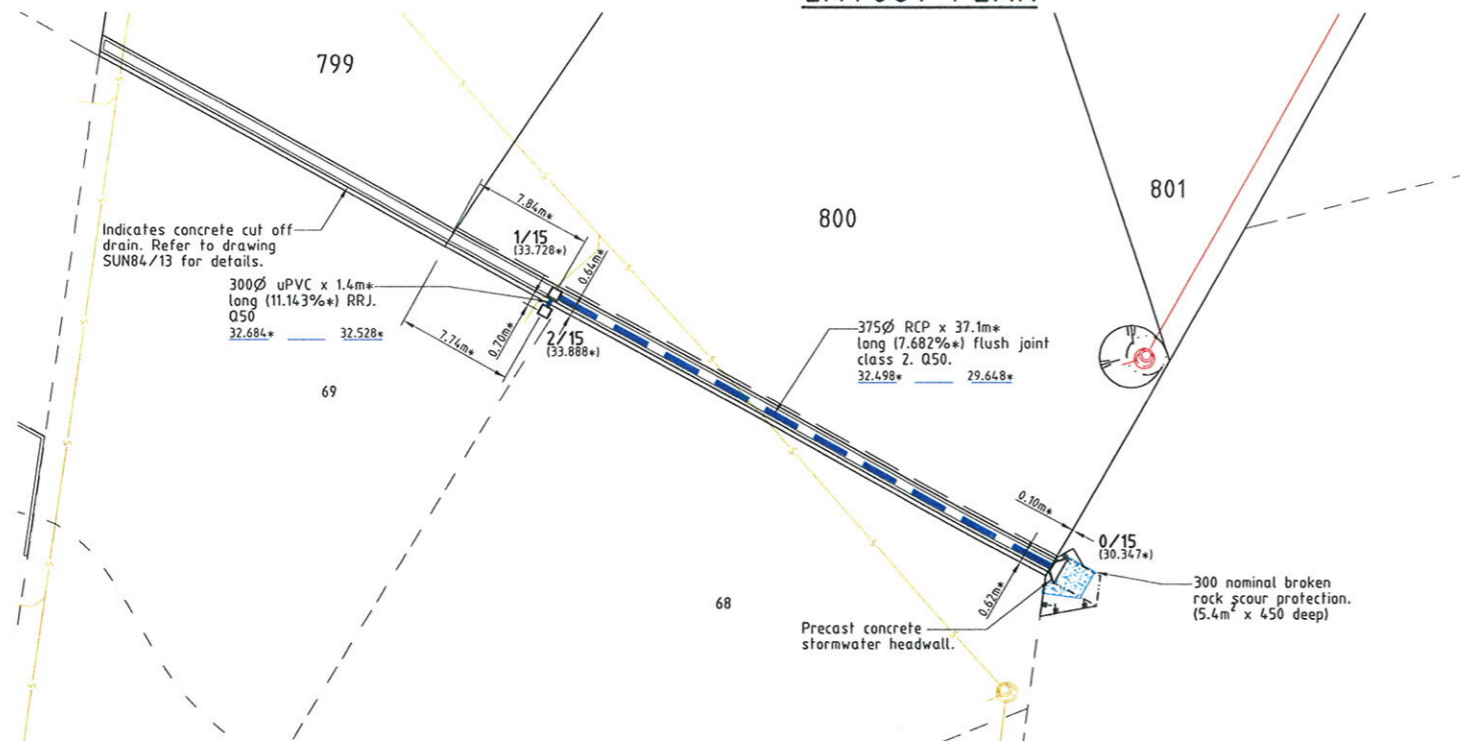 799
800
801
Indicates concrete cut off
drain. Refer to drawing
SUN84/13 for details.
7.84m*
1/15
(33.728*)
0.64m*
300Ø uPVC x 1.4m*
long (11.143%*) RRJ.
Q50
32.684* 32.528*
7.74m*
0.70m*
2/15
(33.888*)
375Ø RCP x 37.1m*
long (7.682%*) flush joint
class 2. Q50.
32.498* 29.648*
69
68
0.10m*
0/15
(30.347*)
0.62m*
300 nominal broken
rock scour protection.
(5.4m² x 450 deep)
Precast concrete
stormwater headwall.
S
S
S
S
S
S
S
S
S
S